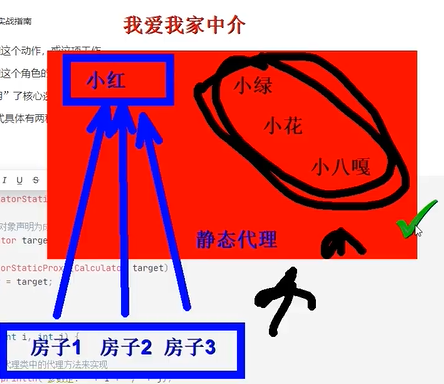 实战指南
我爱我家中介
这个动作，或这项工作
小红
这个角色的
小绿
”了核心
小花
式具体有两
小八嘎
I U S
atorStati
静态代理
对象声明为
tor target
torStaticProx Calculator target)
= target;
nt i, int j) {
房子1 房子2 房子3
代理类中的代理方法来实现
println("参数是：" + i + "," + j);